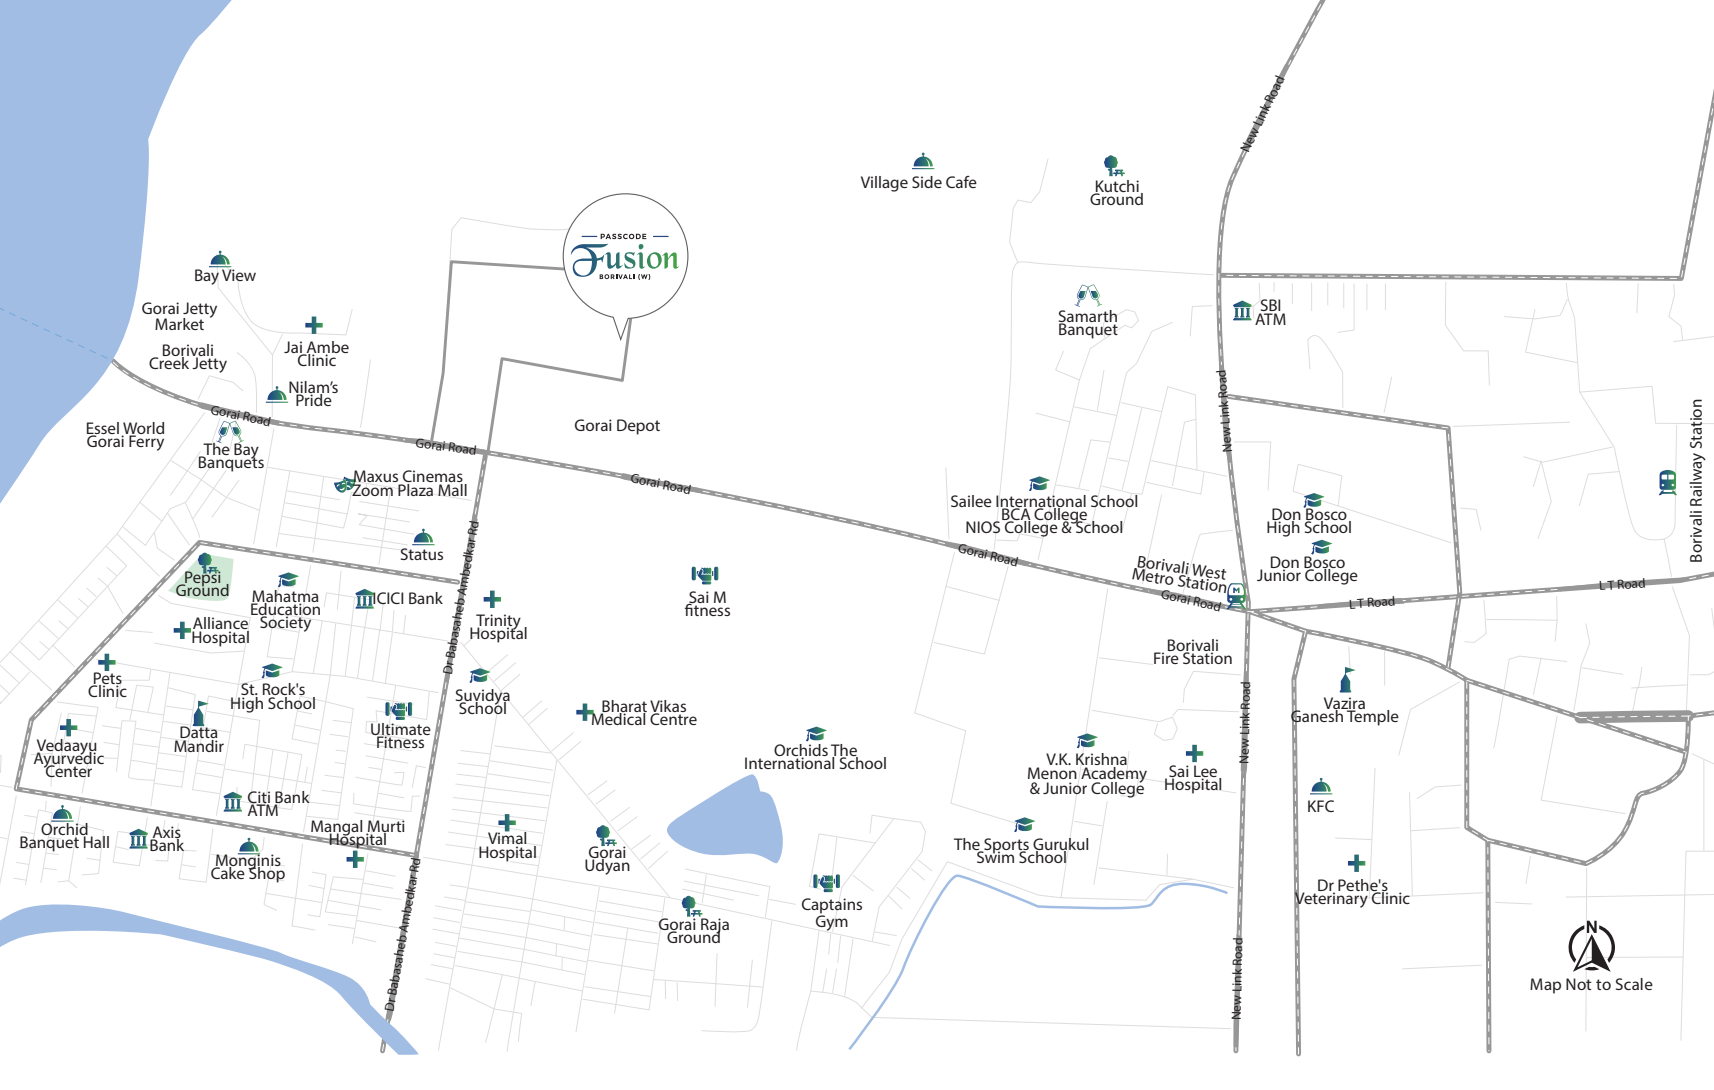 New Link Road
Village Side Cafe
Kutchi
Ground
PASSCODE
Fusion
BORIVALI (W)
Bay View
Gorai Jetty
Market
Borivali
Creek Jetty
Jai Ambe
Clinic
Nilam's
Pride
Samarth
Banquet
SBI
ATM
Essel World
Gorai Ferry
Gorai Road
The Bay
Banquets
Gorai Road
Gorai Depot
New Link Road
Maxus Cinemas
Zoom Plaza Mall
Gorai Road
Borivali Railway Station
Sailee International School
BCA College
NIOS College & School
Don Bosco
High School
Don Bosco
Junior College
Status
Dr Babasaheb Ambedkar Rd
Gorai Road
Borivali West
Metro Station
Gorai Road
L T Road
L T Road
Pepsi
Ground
Mahatma
Education
Society
ICICI Bank
Trinity
Hospital
Sai M
fitness
Alliance
Hospital
Borivali
Fire Station
Pets
Clinic
St. Rock's
High School
Suvidya
School
Bharat Vikas
Medical Centre
New Link Road
Vazira
Ganesh Temple
Datta
Mandir
Ultimate
Fitness
Vedaayu
Ayurvedic
Center
Orchids The
International School
V.K. Krishna
Menon Academy
& Junior College
Sai Lee
Hospital
KFC
Citi Bank
ATM
Orchid
Banquet Hall
Axis
Bank
Mangal Murti
Hospital
Monginis
Cake Shop
Vimal
Hospital
Gorai
Udyan
The Sports Gurukul
Swim School
Dr Pethe's
Veterinary Clinic
Captains
Gym
Gorai Raja
Ground
Dr Babasaheb Ambedkar Rd
New Link Road
N
Map Not to Scale
M